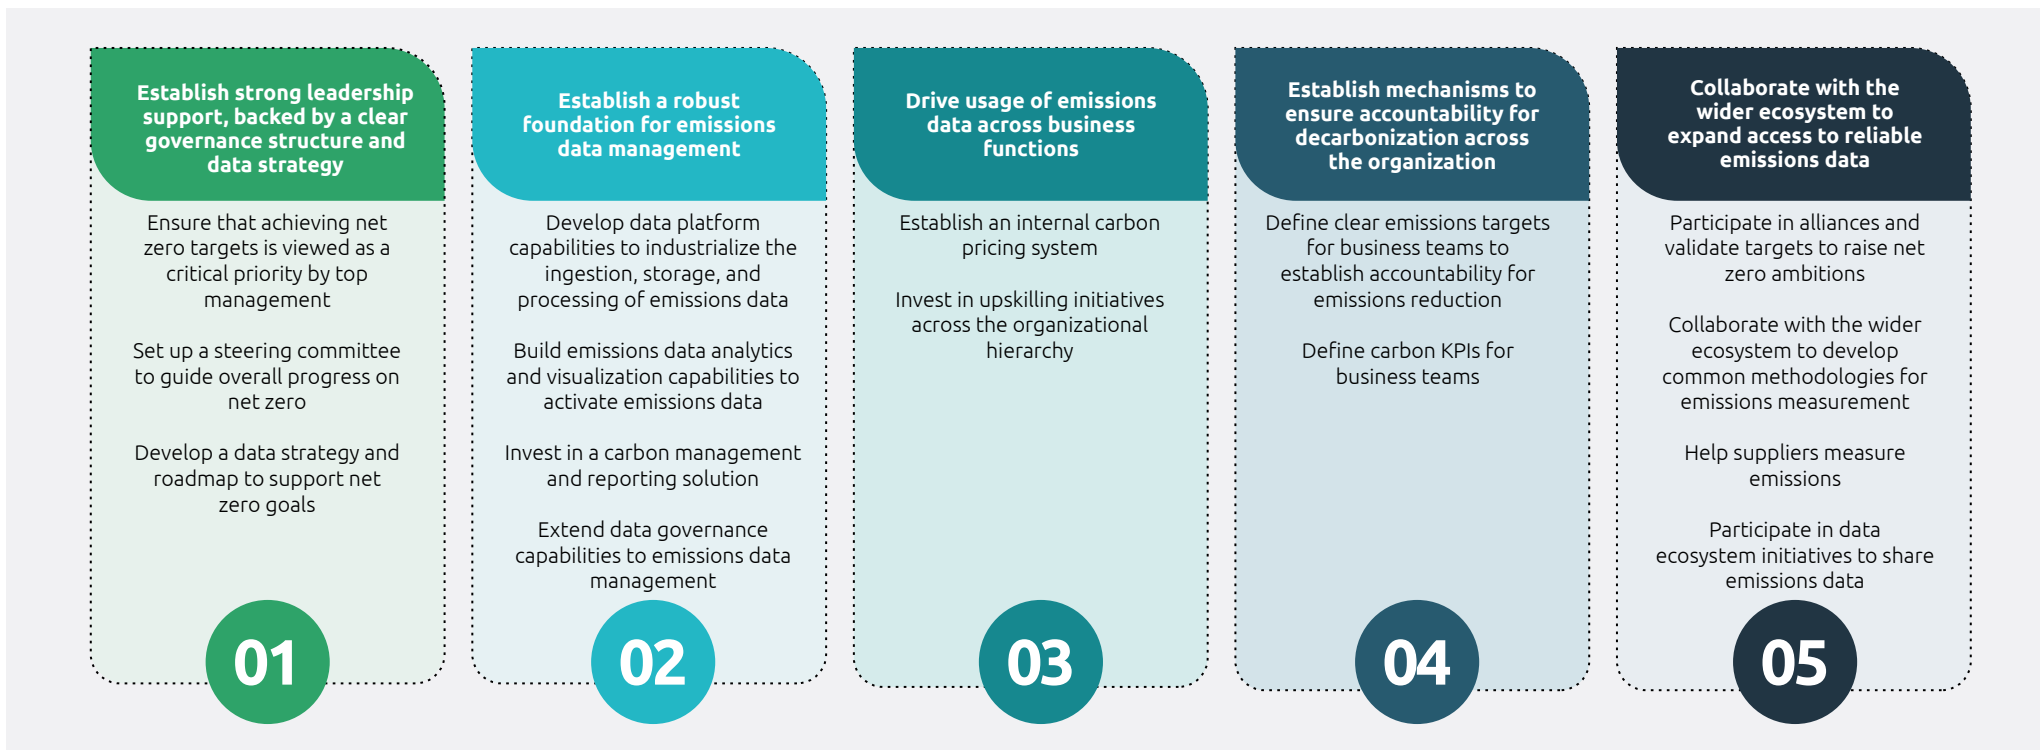 Establish strong leadership
support, backed by a clear
governance structure and
data strategy
Ensure that achieving net
zero targets is viewed as a
critical priority by top
management
Set up a steering committee
to guide overall progress on
net zero
Develop a data strategy and
roadmap to support net
zero goals
01
Establish a robust
foundation for emissions
data management
Develop data platform
capabilities to industrialize the
ingestion, storage, and
processing of emissions data
Build emissions data analytics
and visualization capabilities to
activate emissions data
Invest in a carbon management
and reporting solution
Extend data governance
capabilities to emissions data
management
02
Drive usage of emissions
data across business
functions
Establish an internal carbon
pricing system
Invest in upskilling initiatives
across the organizational
hierarchy
03
Establish mechanisms to
ensure accountability for
decarbonization across
the organization
Define clear emissions targets
for business teams to
establish accountability for
emissions reduction
Define carbon KPIs for
business teams
04
Collaborate with the
wider ecosystem to
expand access to reliable
emissions data
Participate in alliances and
validate targets to raise net
zero ambitions
Collaborate with the wider
ecosystem to develop
common methodologies for
emissions measurement
Help suppliers measure
emissions
Participate in data
ecosystem initiatives to share
emissions data
05